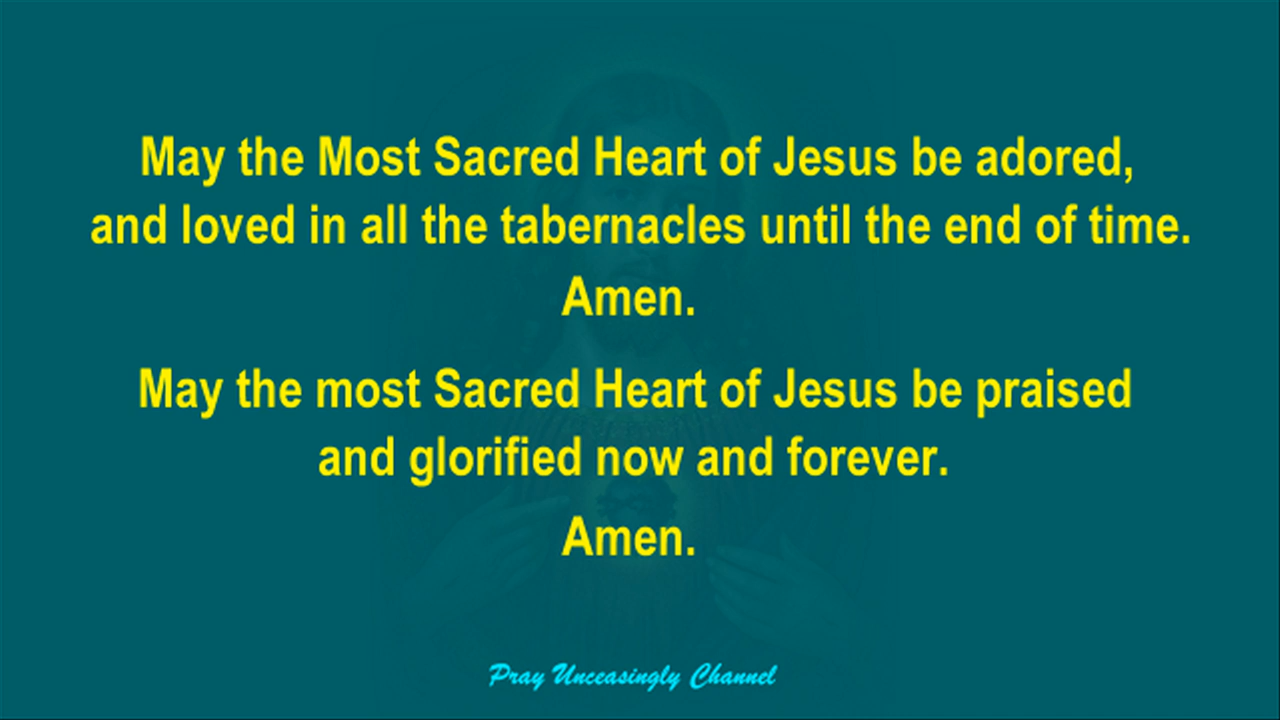 May the Most Sacred Heart of Jesus be adored,
and loved in all the tabernacles until the end of time.
Amen.
May the most Sacred Heart of Jesus be praised
and glorified now and forever.
Amen.
Pray Unceasingly Channel